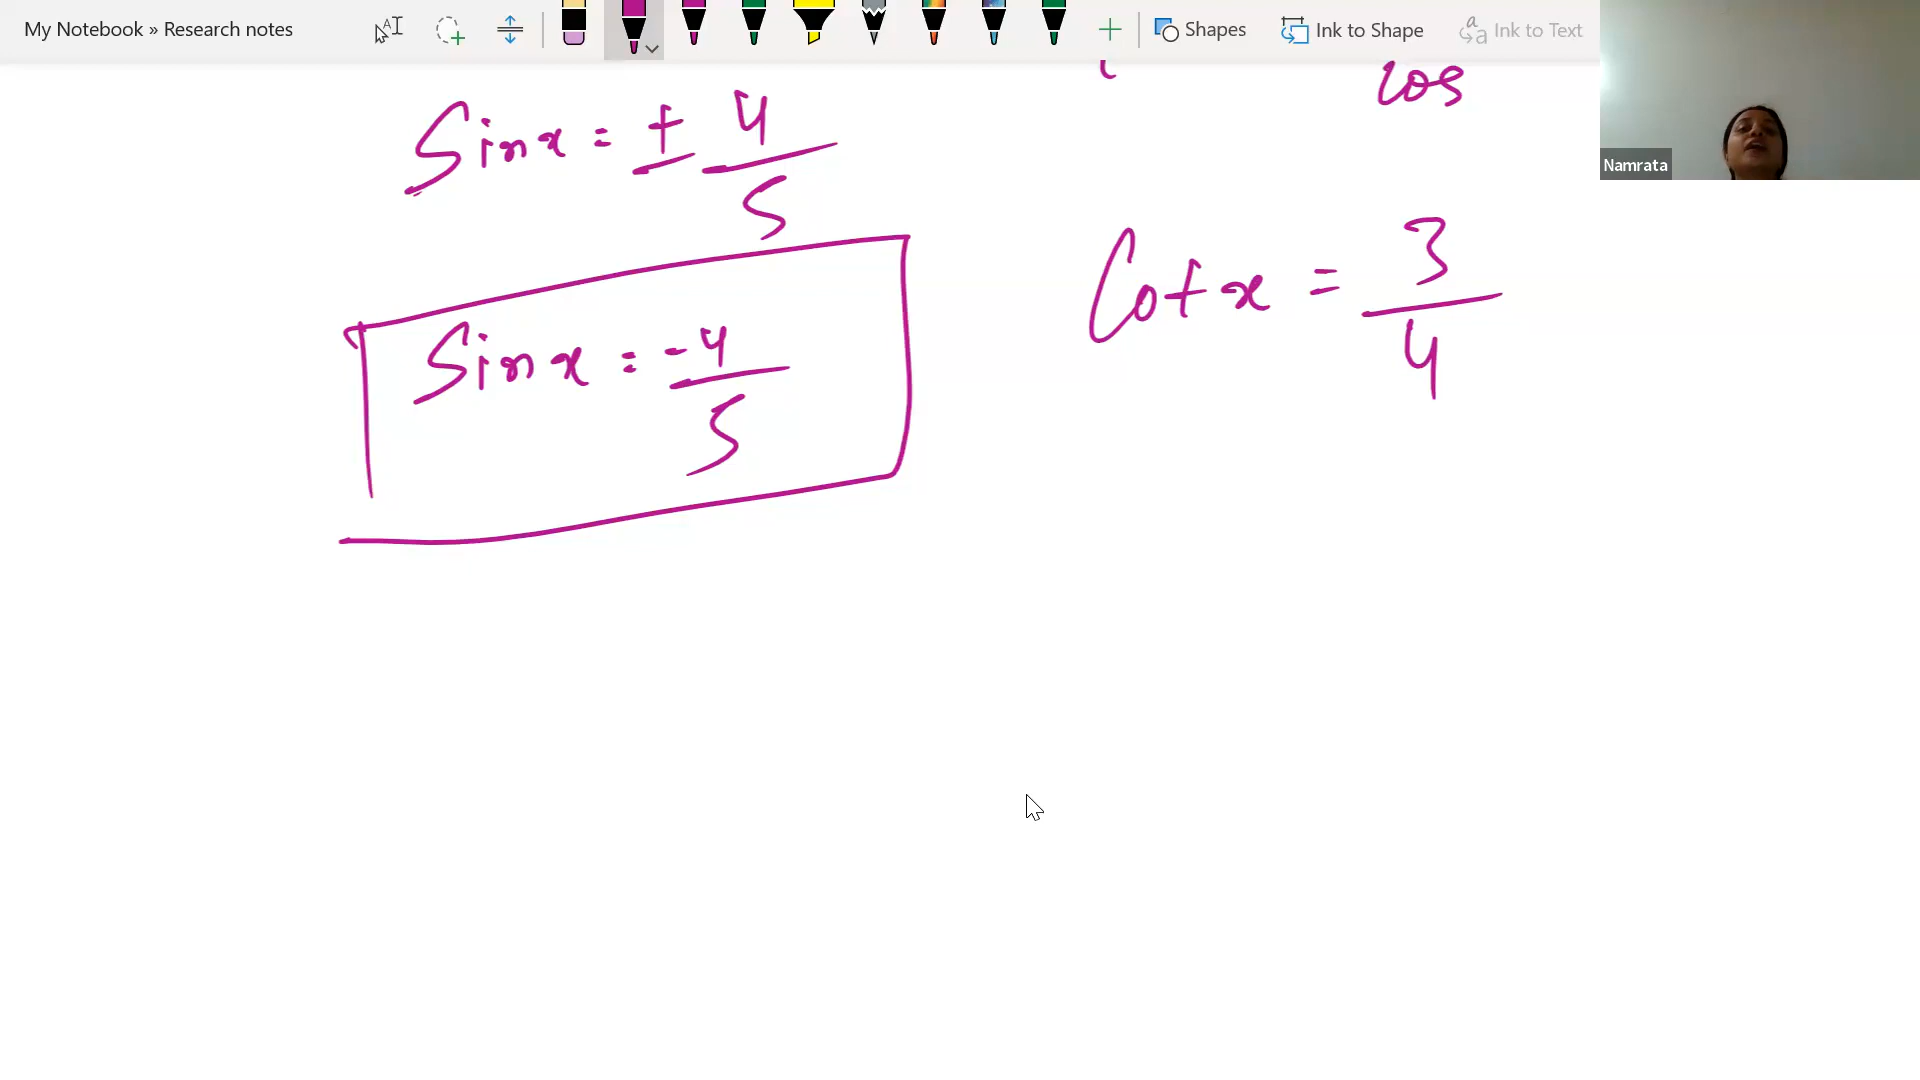 My Notebook » Research notes
Shapes
Ink to Shape
Ink to Text
Namrata
cos
Sin x = ± 4/5
Cot x = 3/4
Sin x = -4/5